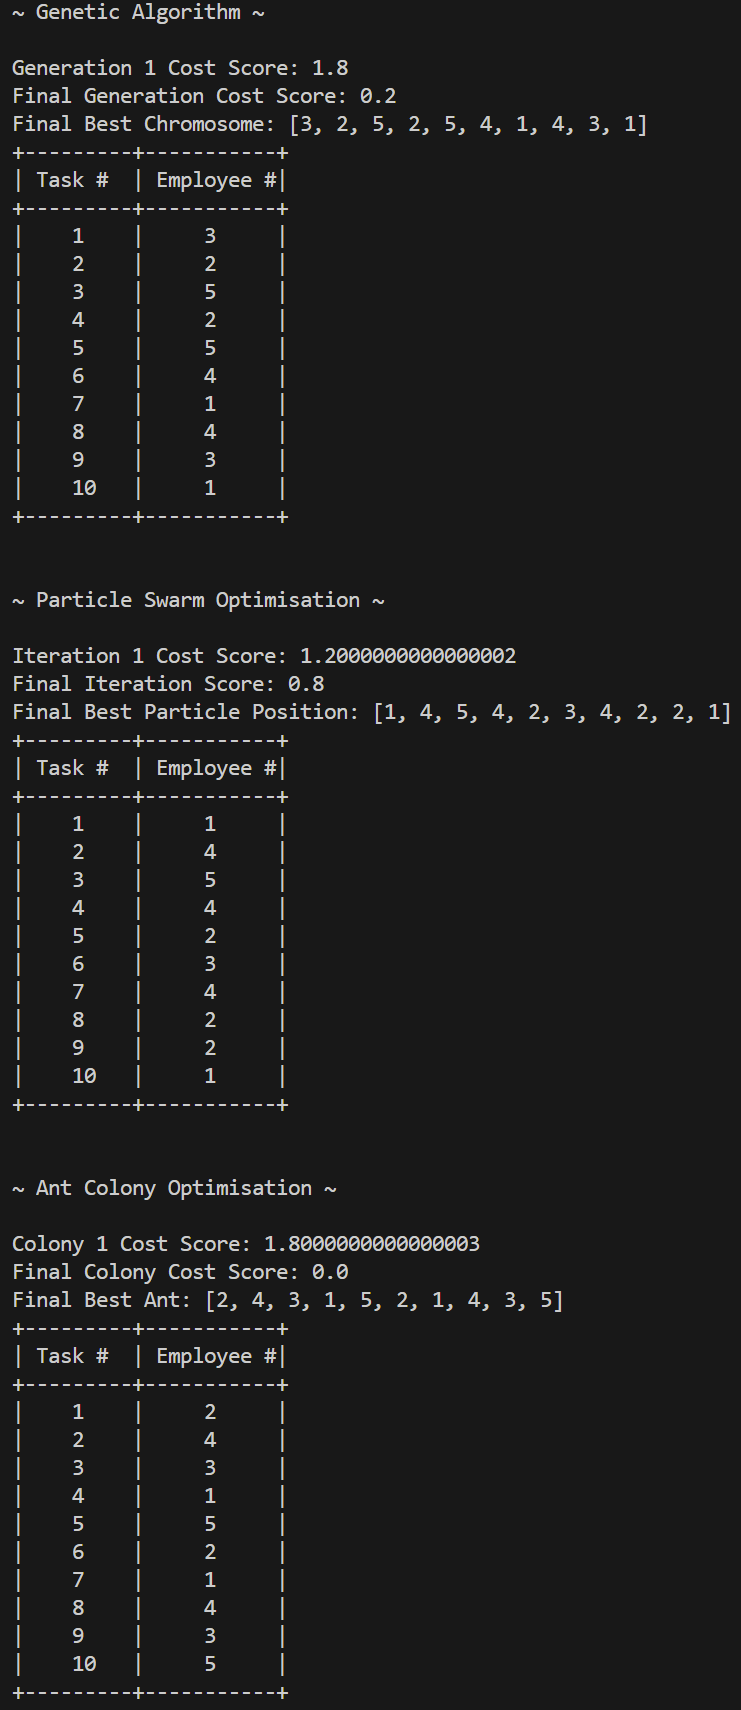 ~ Genetic Algorithm ~
Generation 1 Cost Score: 1.8
Final Generation Cost Score: 0.2
Final Best Chromosome: [3, 2, 5, 2, 5, 4, 1, 4, 3, 1]
+---------+-----------+
| Task #  | Employee #|
+---------+-----------+
|    1    |     3     |
|    2    |     2     |
|    3    |     5     |
|    4    |     2     |
|    5    |     5     |
|    6    |     4     |
|    7    |     1     |
|    8    |     4     |
|    9    |     3     |
|    10   |     1     |
+---------+-----------+
~ Particle Swarm Optimisation ~
Iteration 1 Cost Score: 1.2000000000000002
Final Iteration Score: 0.8
Final Best Particle Position: [1, 4, 5, 4, 2, 3, 4, 2, 2, 1]
+---------+-----------+
| Task #  | Employee #|
+---------+-----------+
|    1    |     1     |
|    2    |     4     |
|    3    |     5     |
|    4    |     4     |
|    5    |     2     |
|    6    |     3     |
|    7    |     4     |
|    8    |     2     |
|    9    |     2     |
|    10   |     1     |
+---------+-----------+
~ Ant Colony Optimisation ~
Colony 1 Cost Score: 1.8000000000000003
Final Colony Cost Score: 0.0
Final Best Ant: [2, 4, 3, 1, 5, 2, 1, 4, 3, 5]
+---------+-----------+
| Task #  | Employee #|
+---------+-----------+
|    1    |     2     |
|    2    |     4     |
|    3    |     3     |
|    4    |     1     |
|    5    |     5     |
|    6    |     2     |
|    7    |     1     |
|    8    |     4     |
|    9    |     3     |
|    10   |     5     |
+---------+-----------+